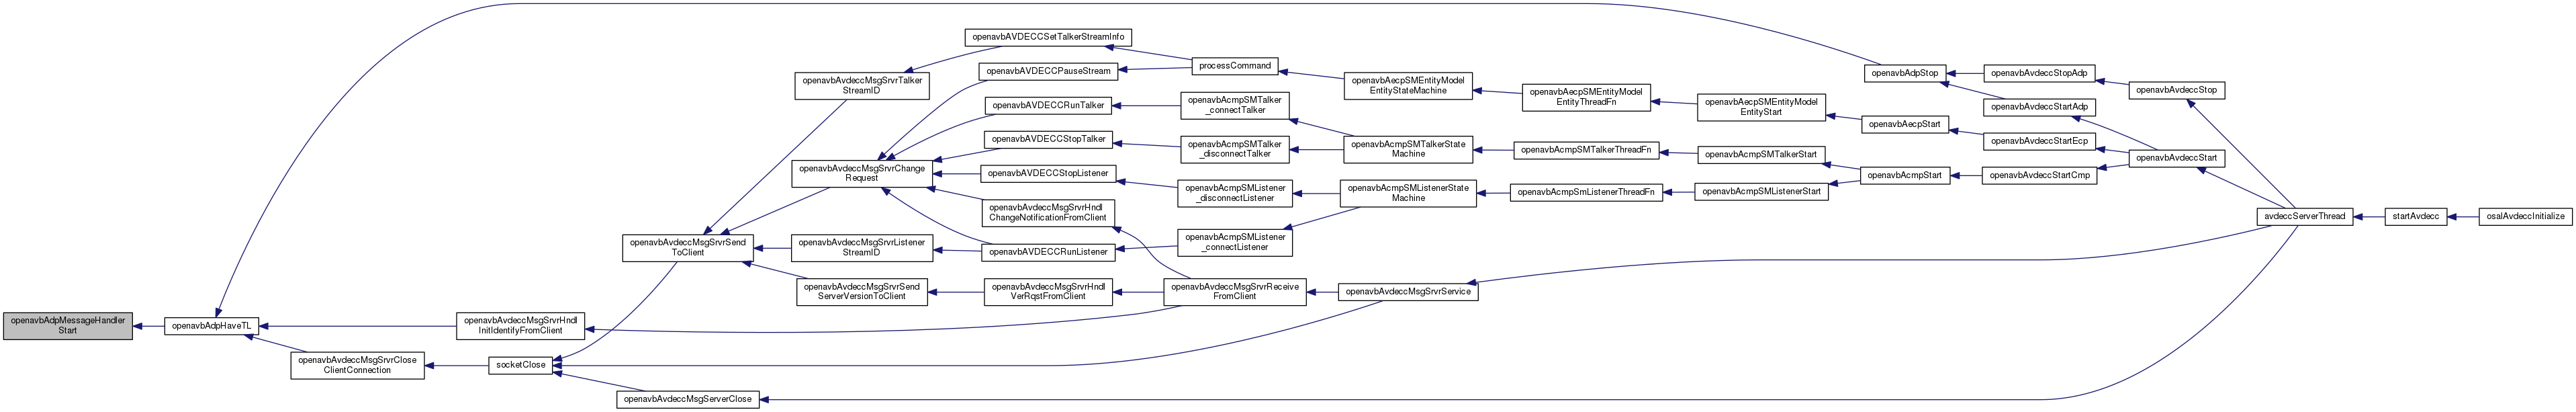 openavbAdpMessageHandler
Start
openavbAdpHaveTL
openavbAvdeccMsgSrvrClose
ClientConnection
openavbAvdeccMsgSrvrHndl
InitIdentifyFromClient
socketClose
openavbAvdeccMsgSrvrSend
ToClient
openavbAvdeccMsgServerClose
openavbAvdeccMsgSrvrTalker
StreamID
openavbAvdeccMsgSrvrChange
Request
openavbAvdeccMsgSrvrListener
StreamID
openavbAvdeccMsgSrvrSend
ServerVersionToClient
openavbAVDECCSetTalkerStreamInfo
openavbAVDECCPauseStream
openavbAVDECCRunTalker
openavbAVDECCStopTalker
openavbAVDECCStopListener
openavbAvdeccMsgSrvrHndl
ChangeNotificationFromClient
openavbAVDECCRunListener
openavbAvdeccMsgSrvrHndl
VerRqstFromClient
processCommand
openavbAcmpSMTalker
_connectTalker
openavbAcmpSMTalker
_disconnectTalker
openavbAcmpSMListener
_disconnectListener
openavbAcmpSMListener
_connectListener
openavbAvdeccMsgSrvrReceive
FromClient
openavbAecpSMEntityModel
EntityStateMachine
openavbAcmpSMTalkerState
Machine
openavbAcmpSMListenerState
Machine
openavbAvdeccMsgSrvrService
openavbAecpSMEntityModel
EntityThreadFn
openavbAcmpSMTalkerThreadFn
openavbAcmpSmListenerThreadFn
openavbAecpSMEntityModel
EntityStart
openavbAcmpSMTalkerStart
openavbAcmpSMListenerStart
openavbAdpStop
openavbAecpStart
openavbAcmpStart
openavbAvdeccStopAdp
openavbAvdeccStartAdp
openavbAvdeccStartEcp
openavbAvdeccStartCmp
openavbAvdeccStop
openavbAvdeccStart
avdeccServerThread
startAvdecc
osalAvdeccInitialize